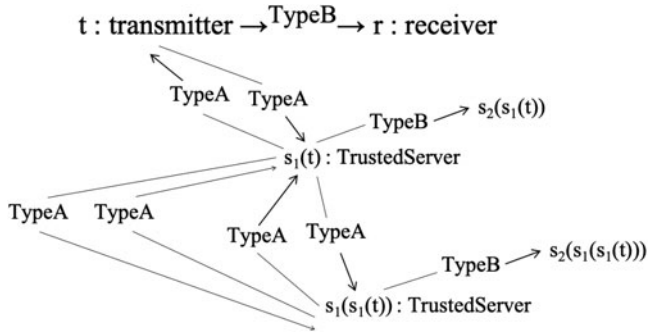 t : transmitter → TypeB → r : receiver
TypeA
TypeA
TypeB
s₂(s₁(t))
s₁(t) : TrustedServer
TypeA
TypeA
TypeA
TypeA
TypeB
s₂(s₁(s₁(t)))
s₁(s₁(t)) : TrustedServer